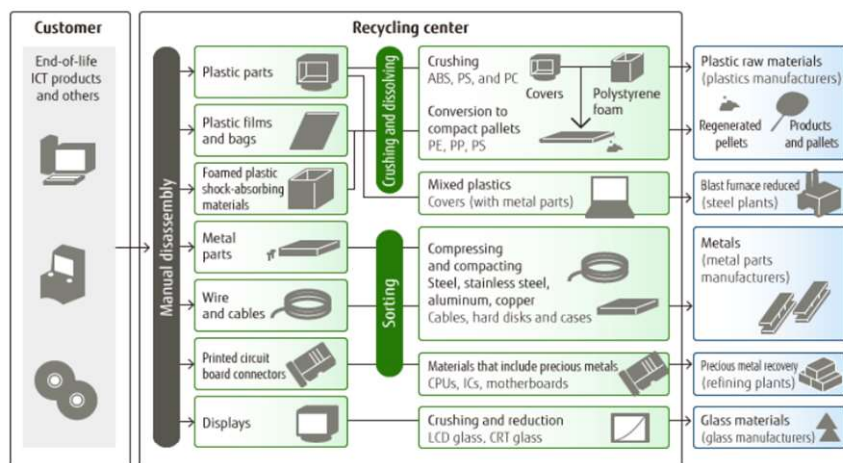 Customer
End-of-life
ICT products
and others
Recycling center
Manual disassembly
Plastic parts
Plastic films
and bags
Foamed plastic
shock-absorbing
materials
Metal
parts
Wire
and cables
Printed circuit
board connectors
Displays
Crushing and dissolving
Sorting
Crushing
ABS, PS, and PC
Covers
Polystyrene
foam
Conversion to
compact pallets
PE, PP, PS
Mixed plastics
Covers (with metal parts)
Compressing
and compacting
Steel, stainless steel,
aluminum, copper
Cables, hard disks and cases
Materials that include precious metals
CPUs, ICs, motherboards
Crushing and reduction
LCD glass, CRT glass
Plastic raw materials
(plastics manufacturers)
Regenerated
pellets
Products
and pallets
Blast furnace reduced
(steel plants)
Metals
(metal parts
manufacturers)
Precious metal recovery
(refining plants)
Glass materials
(glass manufacturers)